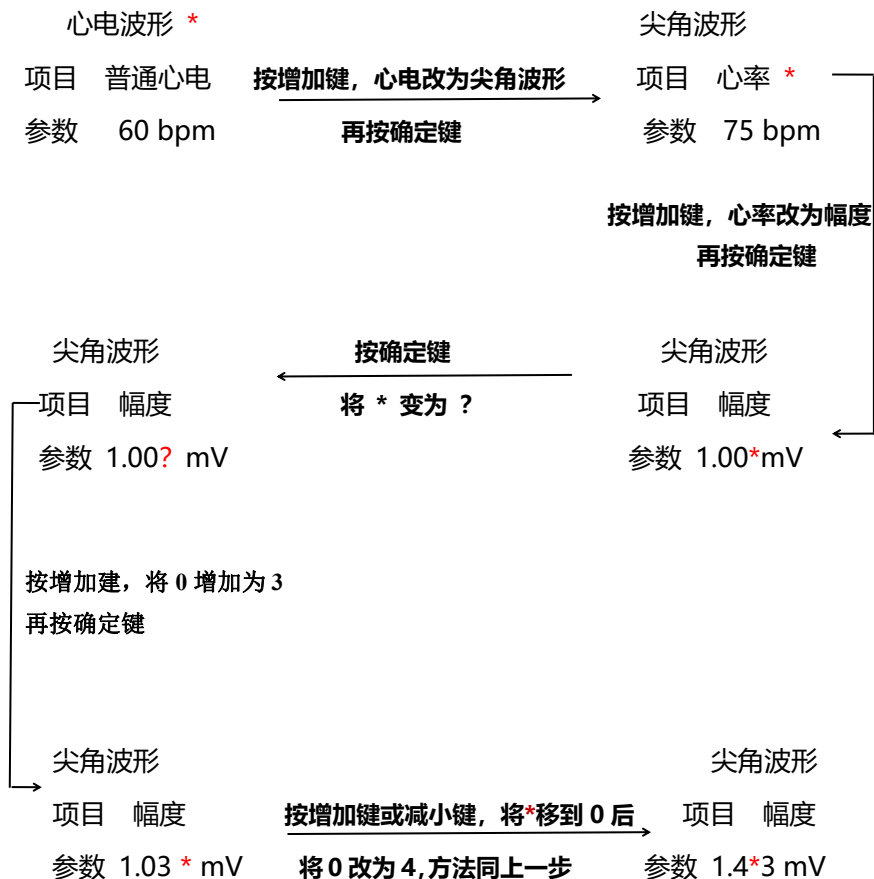 心电波形 *
项目 普通心电
参数 60 bpm
按增加键，心电改为尖角波形
再按确定键
尖角波形
项目 心率 *
参数 75 bpm
按增加键，心率改为幅度
再按确定键
尖角波形
项目 幅度
参数 1.00*mV
按确定键
将 * 变为 ？
尖角波形
项目 幅度
参数 1.00? mV
按增加建，将 0 增加为 3
再按确定键
尖角波形
项目 幅度
参数 1.03 * mV
按增加键或减小键，将*移到 0 后
将 0 改为 4,方法同上一步
尖角波形
项目 幅度
参数 1.4*3 mV